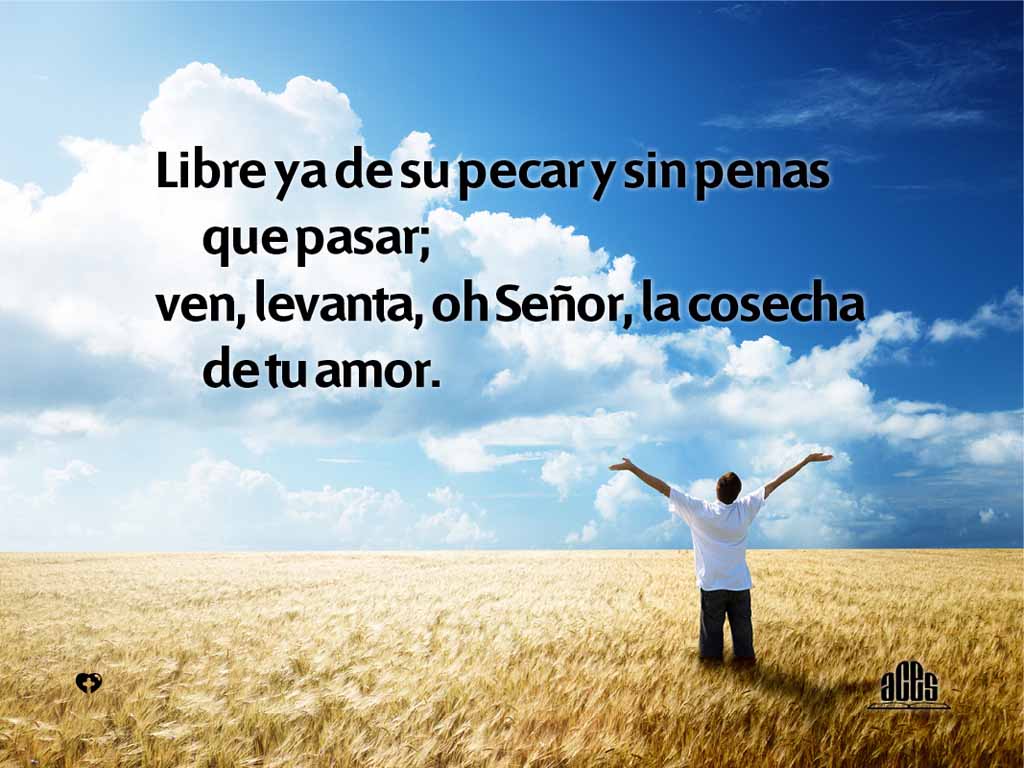 Libre ya de su pecar y sin penas
que pasar;
ven, levanta, oh Señor, la cosecha
de tu amor.
aces